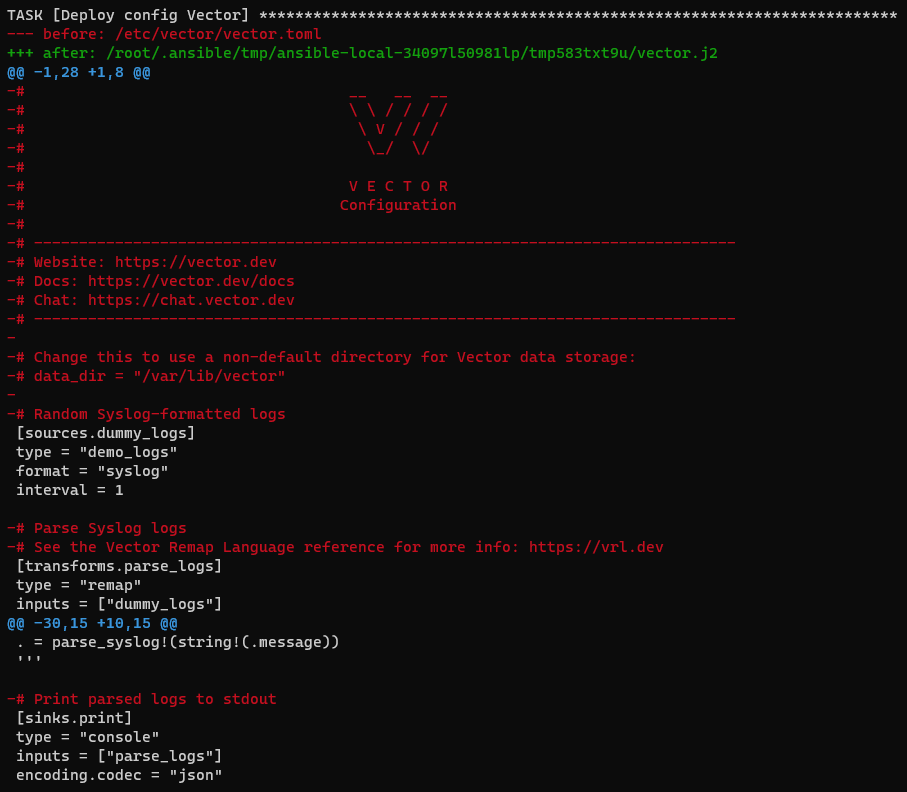 TASK [Deploy config Vector] ***********************************************************************
--- before: /etc/vector/vector.toml
+++ after: /root/.ansible/tmp/ansible-local-34097l50981lp/tmp583txt9u/vector.j2
@@ -1,28 +1,8 @@
-#                                    __   __  __
-#                                    \ \ / / / /
-#                                     \ V / / /
-#                                      \_/  \/
-#
-#                                    V E C T O R
-#                                   Configuration
-#
-# ------------------------------------------------------------------------------
-# Website: https://vector.dev
-# Docs: https://vector.dev/docs
-# Chat: https://chat.vector.dev
-# ------------------------------------------------------------------------------
-
-# Change this to use a non-default directory for Vector data storage:
-# data_dir = "/var/lib/vector"
-
-# Random Syslog-formatted logs
 [sources.dummy_logs]
 type = "demo_logs"
 format = "syslog"
 interval = 1

-# Parse Syslog logs
-# See the Vector Remap Language reference for more info: https://vrl.dev
 [transforms.parse_logs]
 type = "remap"
 inputs = ["dummy_logs"]
@@ -30,15 +10,15 @@
 . = parse_syslog!(string!(.message))
 '''

-# Print parsed logs to stdout
 [sinks.print]
 type = "console"
 inputs = ["parse_logs"]
 encoding.codec = "json"